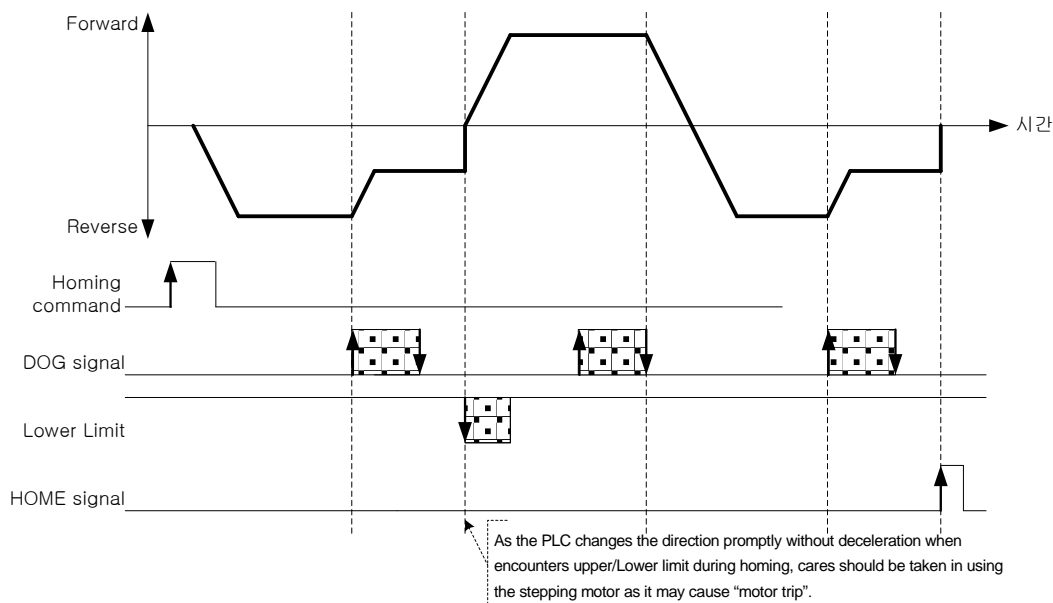 Forward
시간
Reverse
Homing
command
DOG signal
Lower Limit
HOME signal
As the PLC changes the direction promptly without deceleration when
encounters upper/Lower limit during homing, cares should be taken in using
the stepping motor as it may cause “motor trip”.